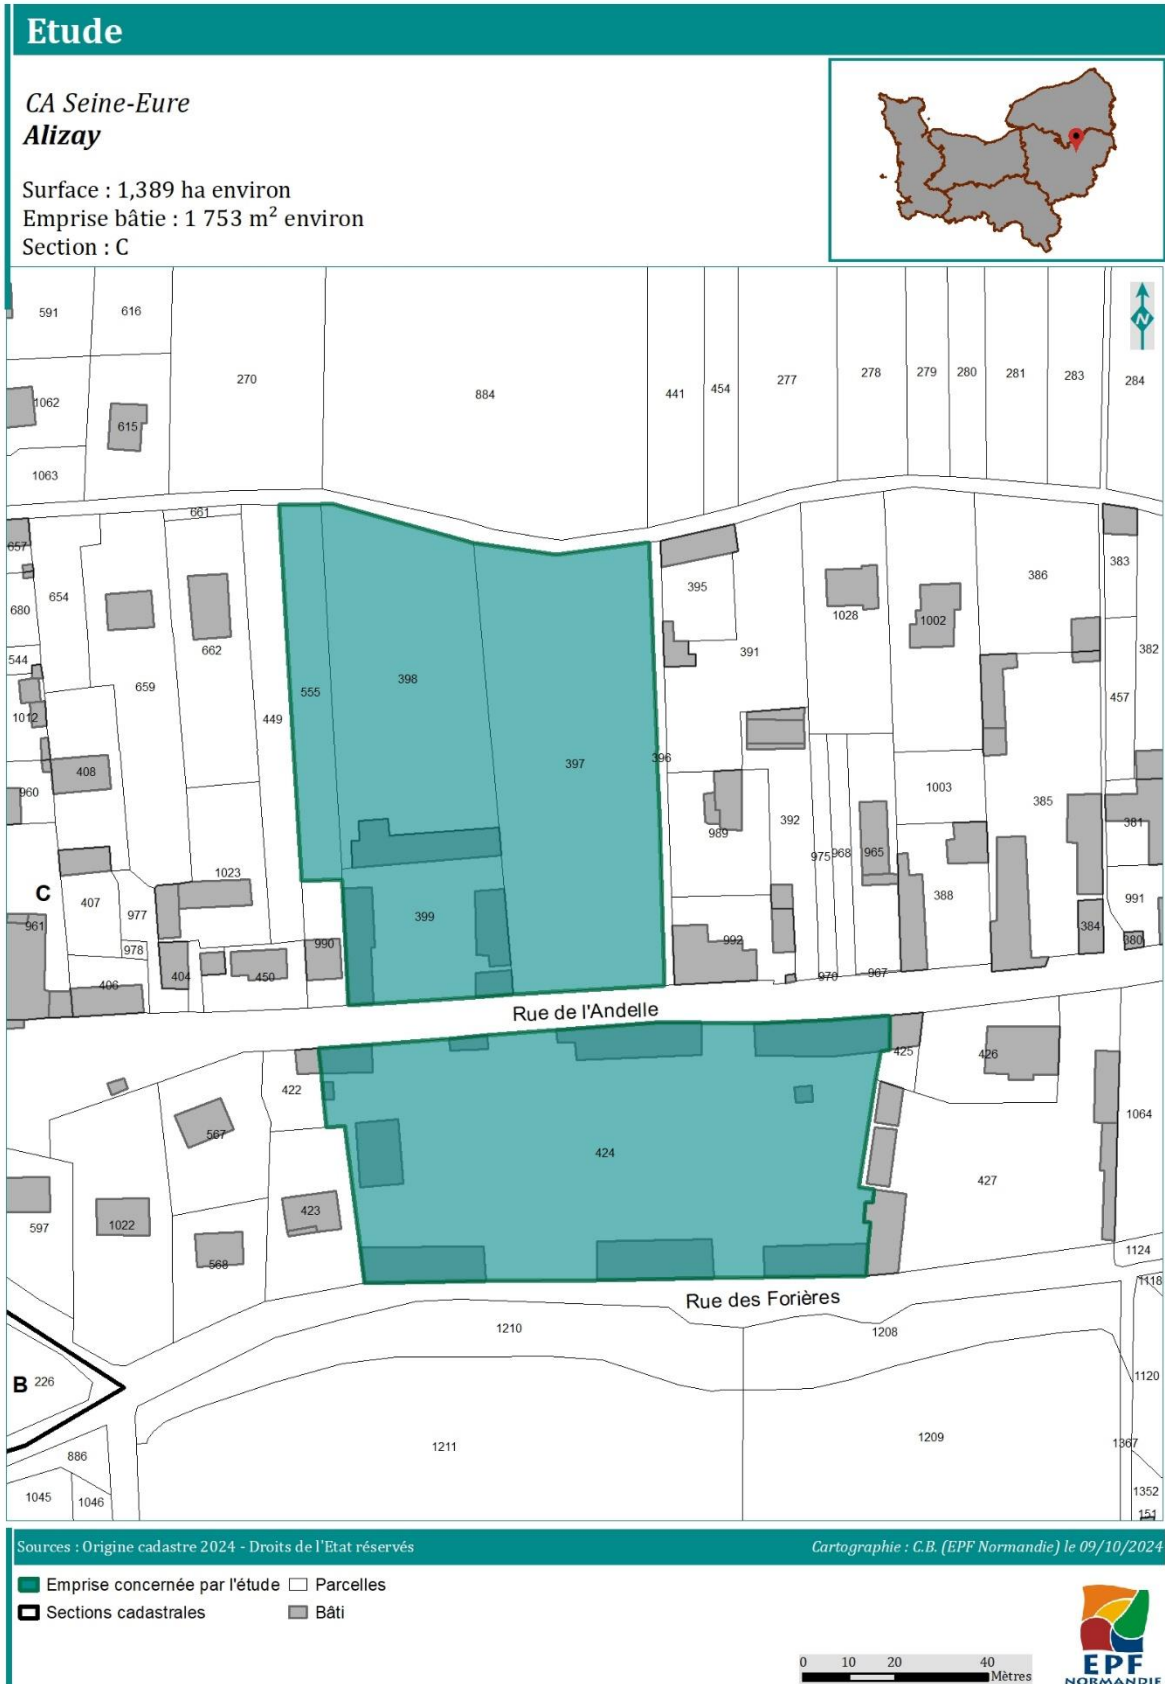 Etude
CA Seine-Eure
Alizay
Surface : 1,389 ha environ
Emprise bâtie : 1 753 m² environ
Section : C
N
591 616
270 884 441 454 277 278 279 280 281 283 284
1062 615
1063
661
657 654 395 1028 1002 386 383
680
544 659 662 391 382
1012 449 555 398 457
408 397 396
960 1003 385
989 392 381
1023 975 968 965
C 407 977 399 388 991
961 978 990 992 384 380
406 404 450 970 967
Rue de l'Andelle
425 426
422
567 424 1064
427
597 1022 423
568 1124
1118
Rue des Forières
1210 1208
B 226 1120
1211 1209 1367
886
1045 1046 1352
151
Sources : Origine cadastre 2024 - Droits de l'Etat réservés
Cartographie : C.B. (EPF Normandie) le 09/10/2024
Emprise concernée par l'étude Parcelles
Sections cadastrales Bâti
0 10 20 40
Mètres
EPF
NORMANDIE